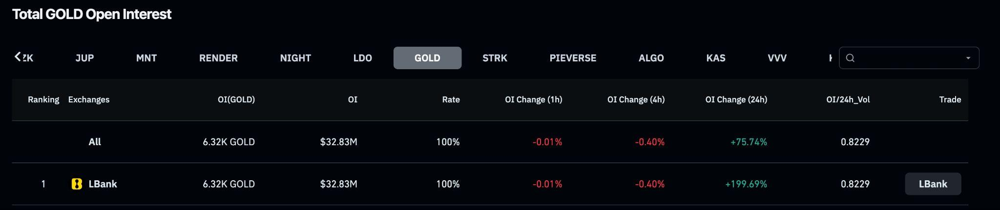 Total GOLD Open Interest
ZK JUP MNT RENDER NIGHT LDO GOLD STRK PIEVERSE ALGO KAS VVV
Ranking Exchanges OI(GOLD) OI Rate OI Change (1h) OI Change (4h) OI Change (24h) OI/24h_Vol Trade
All 6.32K GOLD $32.83M 100% -0.01% -0.40% +75.74% 0.8229
1 LBank 6.32K GOLD $32.83M 100% -0.01% -0.40% +199.69% 0.8229 LBank